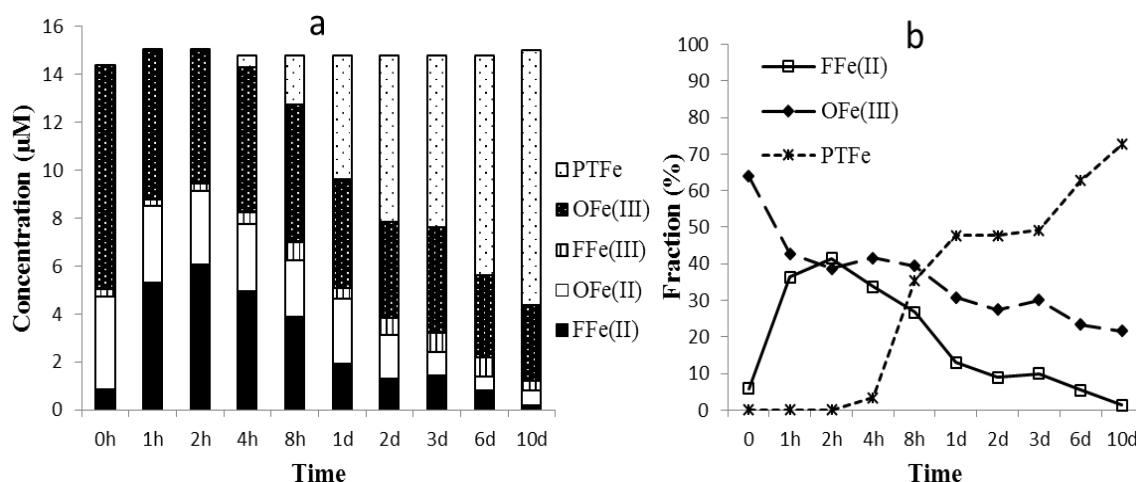 a
Concentration (µM)
16
14
12
10
8
6
4
2
0
0h 1h 2h 4h 8h 1d 2d 3d 6d 10d
Time
PTFe
OFe(III)
FFe(III)
OFe(II)
FFe(II)
b
Fraction (%)
100
90
80
70
60
50
40
30
20
10
0
0 1h 2h 4h 8h 1d 2d 3d 6d 10d
Time
FFe(II)
OFe(III)
PTFe